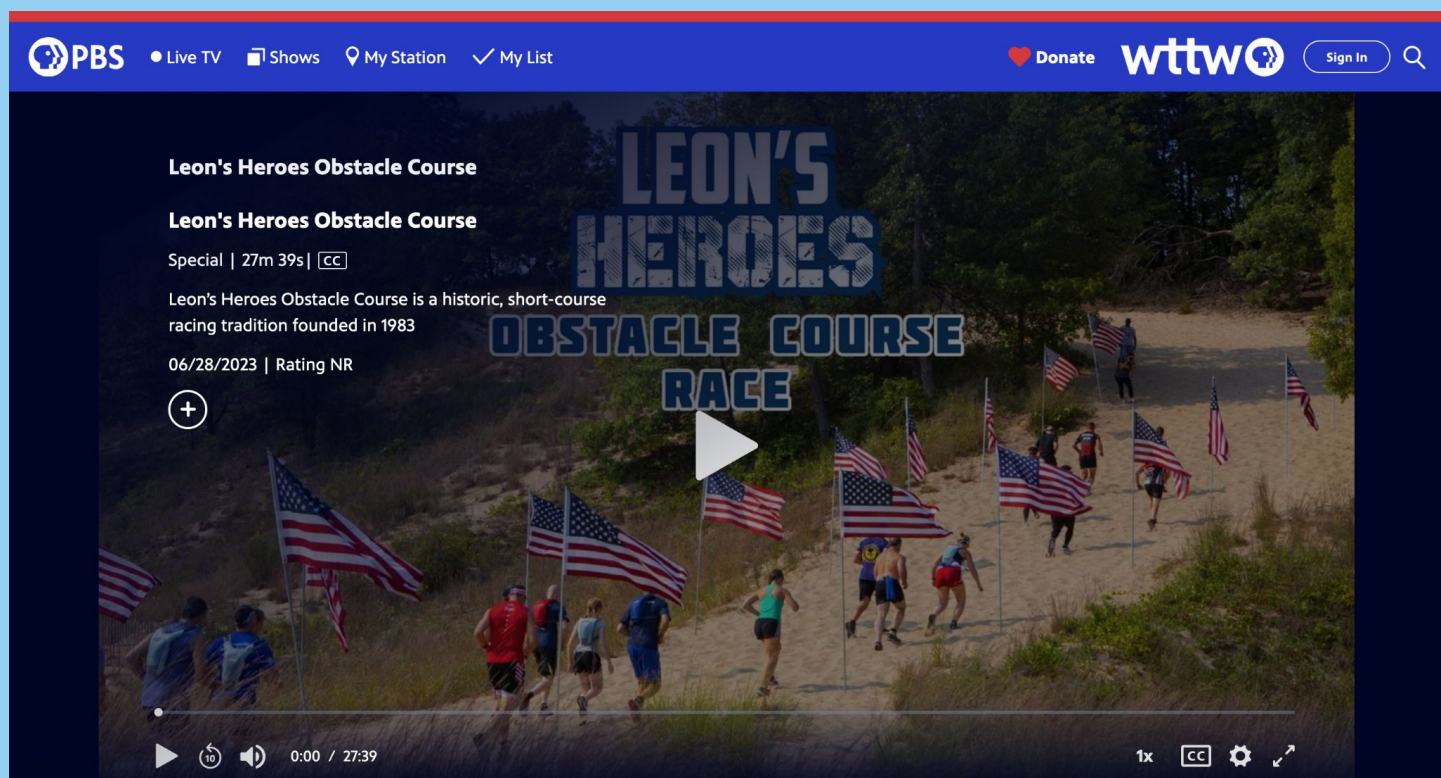 PBS Live TV Shows My Station My List Donate wttw Sign In
Leon's Heroes Obstacle Course
Leon's Heroes Obstacle Course
Special | 27m 39s| CC
Leon's Heroes Obstacle Course is a historic, short-course
racing tradition founded in 1983
06/28/2023 | Rating NR
+
LEON'S
HEROES
OBSTACLE COURSE
RACE
10 0:00 / 27:39 1x CC